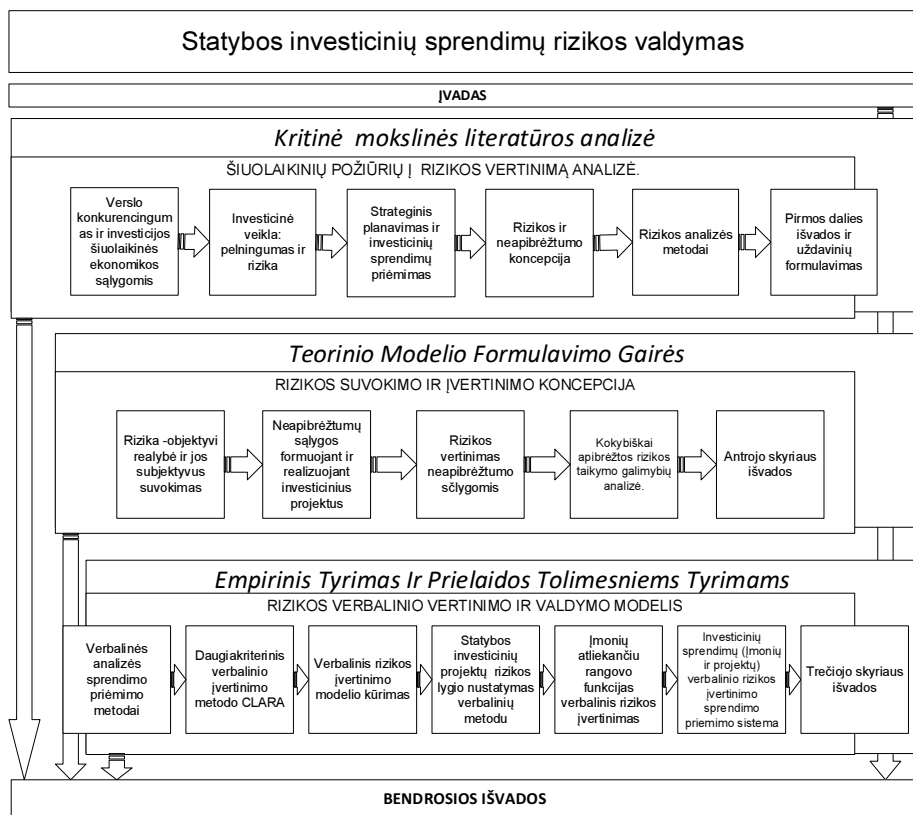 Statybos investicinių sprendimų rizikos valdymas
ĮVADAS
Kritinė mokslinės literatūros analizė
ŠIUOLAIKINIŲ POŽIŪRIŲ Į RIZIKOS VERTINIMĄ ANALIZĖ.
Verslo
konkurencingum
as ir investicijos
šiuolaikinės
ekonomikos
sąlygomis
Investicinė
veikla:
pelningumas ir
rizika
Strateginis
planavimas ir
investicinių
sprendimų
priėmimas
Rizikos ir
neapibrėžtumo
koncepcija
Rizikos analizės
metodai
Pirmos dalies
išvados ir
uždavinių
formulavimas
Teorinio Modelio Formulavimo Gairės
RIZIKOS SUVOKIMO IR ĮVERTINIMO KONCEPCIJA
Rizika -objektyvi
realybė ir jos
subjektyvus
suvokimas
Neapibrėžtumų
sąlygos
formuojant ir
realizuojant
investicinius
projektus
Rizikos
vertinimas
neapibrėžtumo
sčlygomis
Kokybiškai
apibrėžtos rizikos
taikymo galimybių
analizė.
Antrojo skyriaus
išvados
Empirinis Tyrimas Ir Prielaidos Tolimesniems Tyrimams
RIZIKOS VERBALINIO VERTINIMO IR VALDYMO MODELIS
Verbalinės
analizės
sprendimo
priėmimo
metodai
Daugiakriterinis
verbalinio
įvertinimo
metodo CLARA
Verbalinis rizikos
įvertinimo
modelio kūrimas
Statybos
investicinių
projektų rizikos
lygio nustatymas
verbalinių
metodu
Įmonių
atliekančiu
rangovo
funkcijas
verbalinis rizikos
įvertinimas
Investicinių
sprendimų (Įmonių
ir projektų)
verbalinio rizikos
įvertinimo
sprendimo
priemimo sistema
Trečiojo skyriaus
išvados
BENDROSIOS IŠVADOS